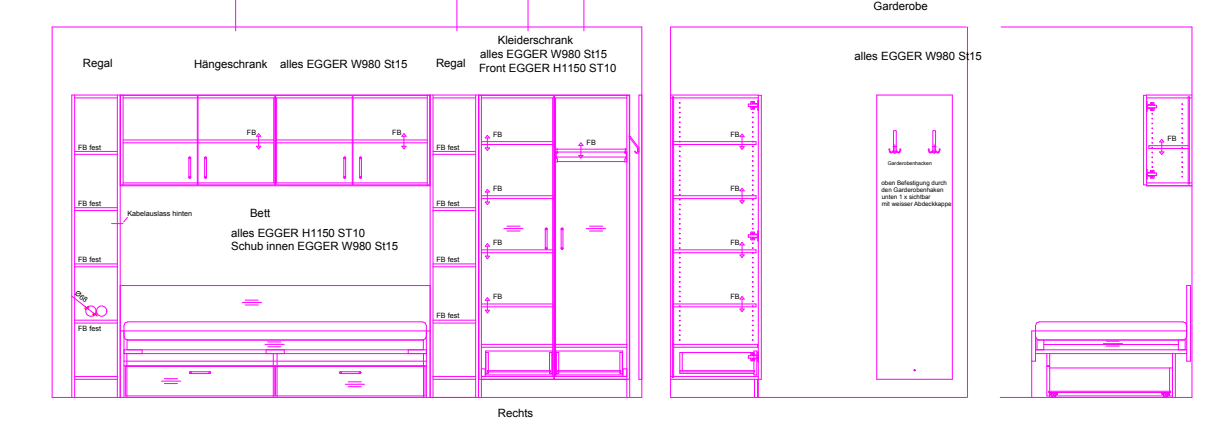 Garderobe
Kleiderschrank
alles EGGER W980 St15
Front EGGER H1150 ST10
Regal
Hängeschrank
alles EGGER W980 St15
Regal
alles EGGER W980 St15
FB
FB
FB
FB
FB
FB
FB
FB fest
FB fest
Garderobenhacken
oben Befestigung durch
den Garderobenhaken
unten 1 x sichtbar
mit weisser Abdeckkappe
FB
FB
FB fest
FB fest
Kabelauslass hinten
Bett
alles EGGER H1150 ST10
Schub innen EGGER W980 St15
FB
FB
FB fest
FB fest
Ø68
FB
FB
FB fest
FB fest
Rechts